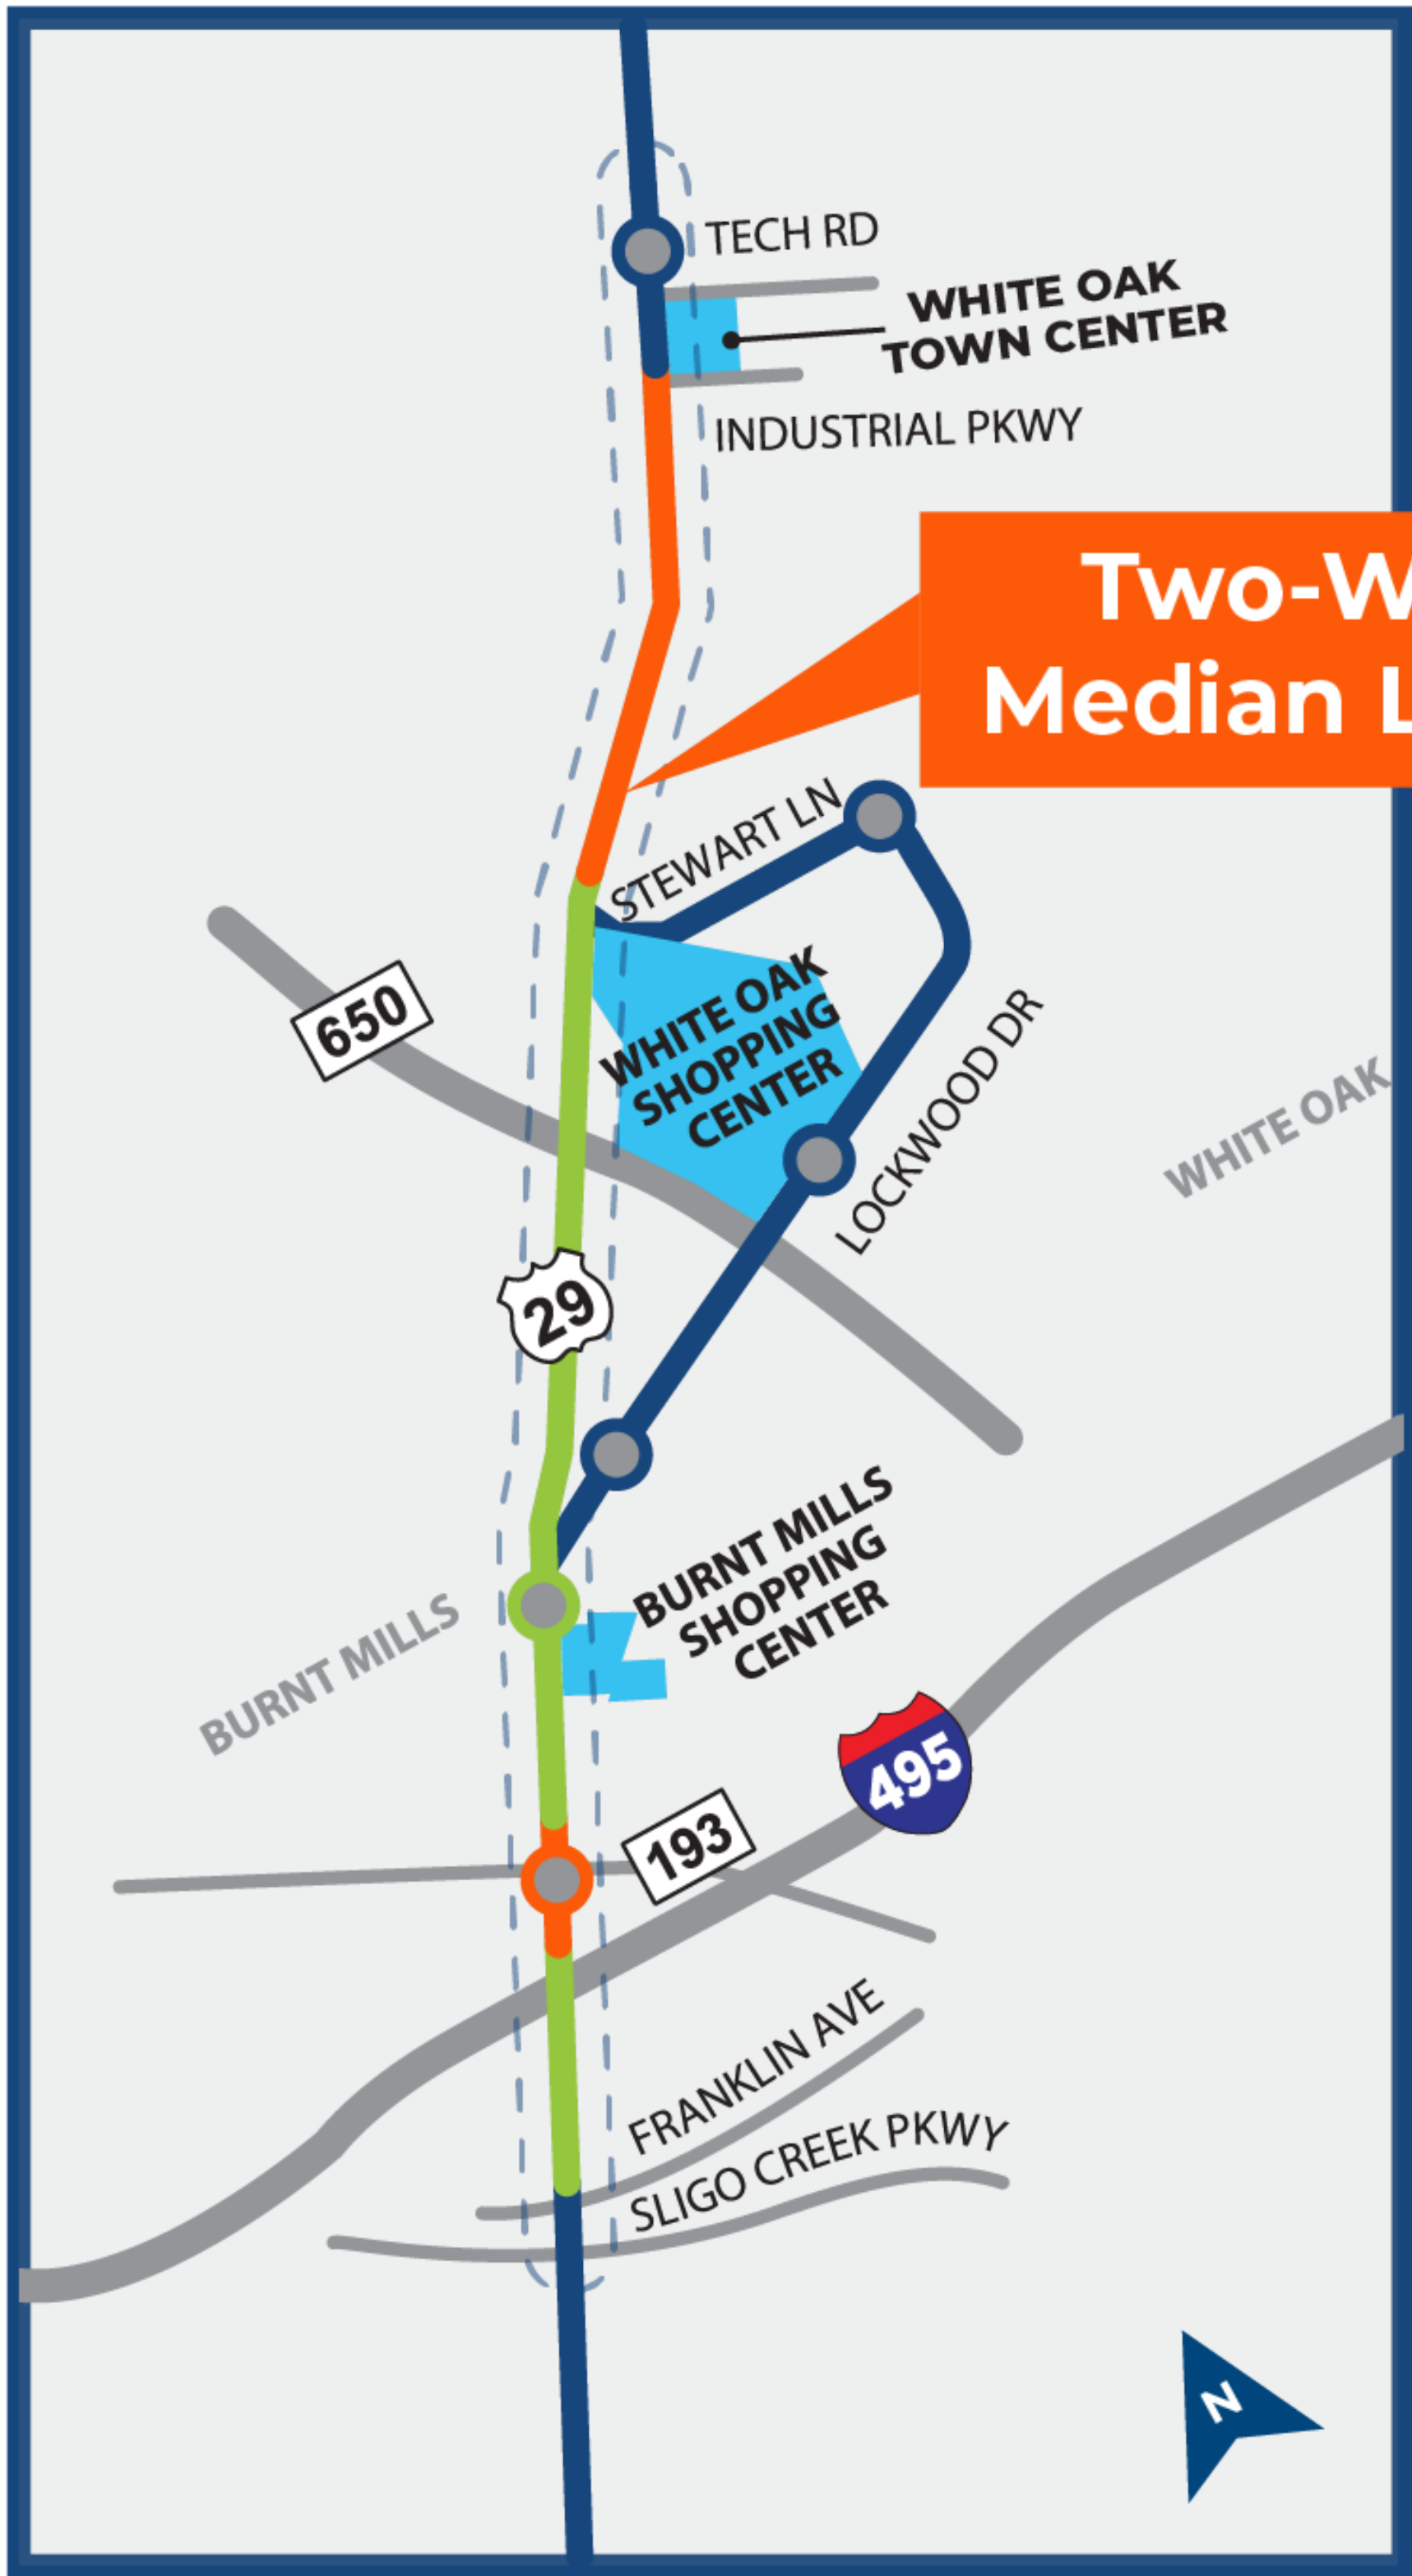 TECH RD
WHITE OAK
TOWN CENTER
INDUSTRIAL PKWY
Two-W
Median L
STEWART LN
650
WHITE OAK
SHOPPING
CENTER
LOCKWOOD DR
WHITE OAK
29
BURNT MILLS
SHOPPING
CENTER
BURNT MILLS
495
193
FRANKLIN AVE
SLIGO CREEK PKWY
N